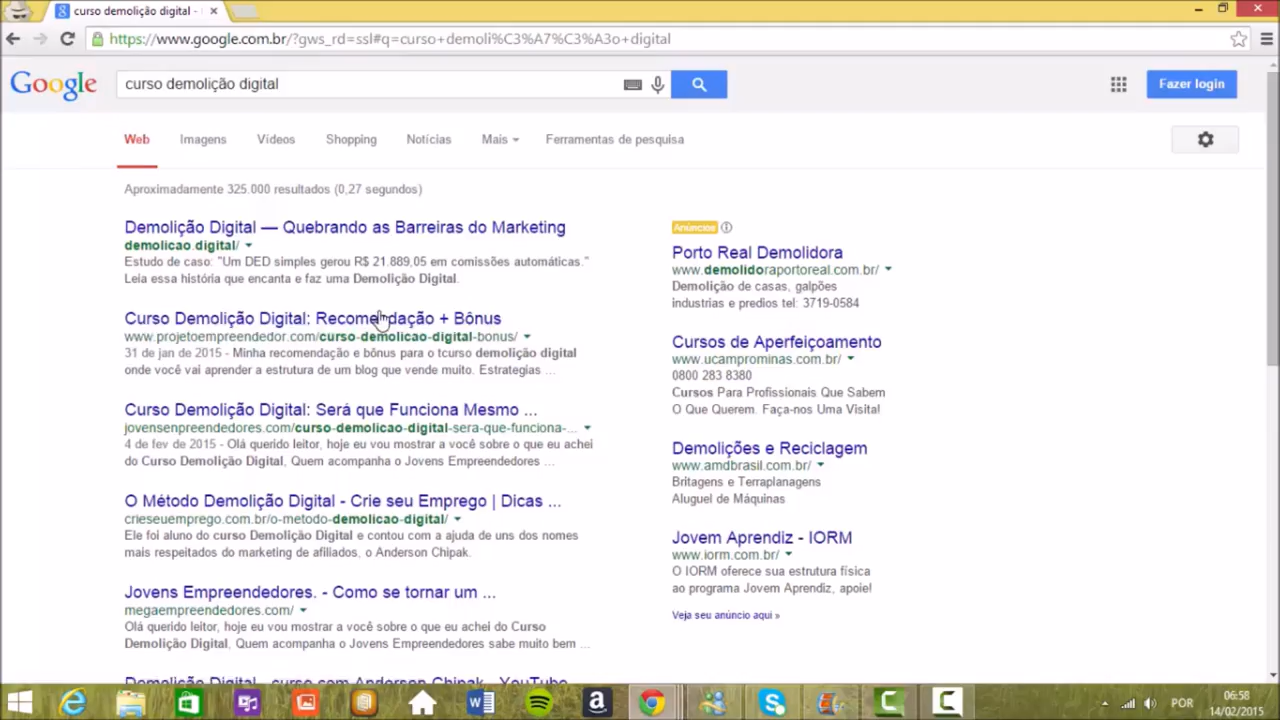 curso demolição digital -
https://www.google.com.br/?gws_rd=ssl#q=curso+demoli%C3%A7%C3%A3o+digital
Google
curso demolição digital
Fazer login
Web
Imagens
Vídeos
Shopping
Notícias
Mais
Ferramentas de pesquisa
Aproximadamente 325.000 resultados (0,27 segundos)
Demolição Digital — Quebrando as Barreiras do Marketing
demolicao.digital/
Estudo de caso: "Um DED simples gerou R$ 21.889,05 em comissões automáticas."
Leia essa história que encanta e faz uma Demolição Digital.
Curso Demolição Digital: Recomendação + Bônus
www.projetoempreendedor.com/curso-demolicao-digital-bonus/
31 de jan de 2015 - Minha recomendação e bônus para o tcurso demolição digital
onde você vai aprender a estrutura de um blog que vende muito. Estrategias ...
Curso Demolição Digital: Será que Funciona Mesmo ...
jovensenpreendedores.com/curso-demolicao-digital-sera-que-funciona-...
4 de fev de 2015 - Olá querido leitor, hoje eu vou mostrar a você sobre o que eu achei
do Curso Demolição Digital, Quem acompanha o Jovens Empreendedores ...
O Método Demolição Digital - Crie seu Emprego | Dicas ...
crieseuemprego.com.br/o-metodo-demolicao-digital/
Ele foi aluno do curso Demolição Digital e contou com a ajuda de uns dos nomes
mais respeitados do marketing de afiliados, o Anderson Chipak.
Jovens Empreendedores. - Como se tornar um ...
megaempreendedores.com/
Olá querido leitor, hoje eu vou mostrar a você sobre o que eu achei do Curso
Demolição Digital, Quem acompanha o Jovens Empreendedores sabe muito bem ...
Demolição Digital - curso com Anderson Chipak - YouTube
Anúncios
Porto Real Demolidora
www.demolidoraportoreal.com.br/
Demolição de casas, galpões
industrias e predios tel: 3719-0584
Cursos de Aperfeiçoamento
www.ucamprominas.com.br/
0800 283 8380
Cursos Para Profissionais Que Sabem
O Que Querem. Faça-nos Uma Visita!
Demolições e Reciclagem
www.amdbrasil.com.br/
Britagens e Terraplanagens
Aluguel de Máquinas
Jovem Aprendiz - IORM
www.iorm.com.br/
O IORM oferece sua estrutura física
ao programa Jovem Aprendiz, apoie!
Veja seu anúncio aqui »
POR
06:58
14/02/2015